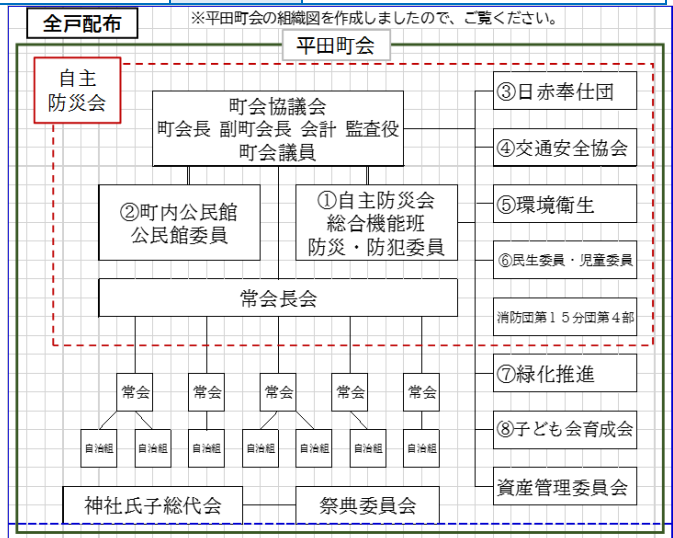 全戸配布
※平田町会の組織図を作成しましたので、ご覧ください。
平田町会
自主
防災会
町会協議会
町会長 副町会長 会計 監査役
町会議員
③日赤奉仕団
④交通安全協会
②町内公民館
公民館委員
①自主防災会
総合機能班
防災・防犯委員
⑤環境衛生
⑥民生委員・児童委員
常会長会
消防団第１５分団第４部
常会
常会
常会
常会
常会
⑦緑化推進
自治組
自治組
自治組
自治組
自治組
自治組
自治組
⑧子ども会育成会
神社氏子総代会
祭典委員会
資産管理委員会